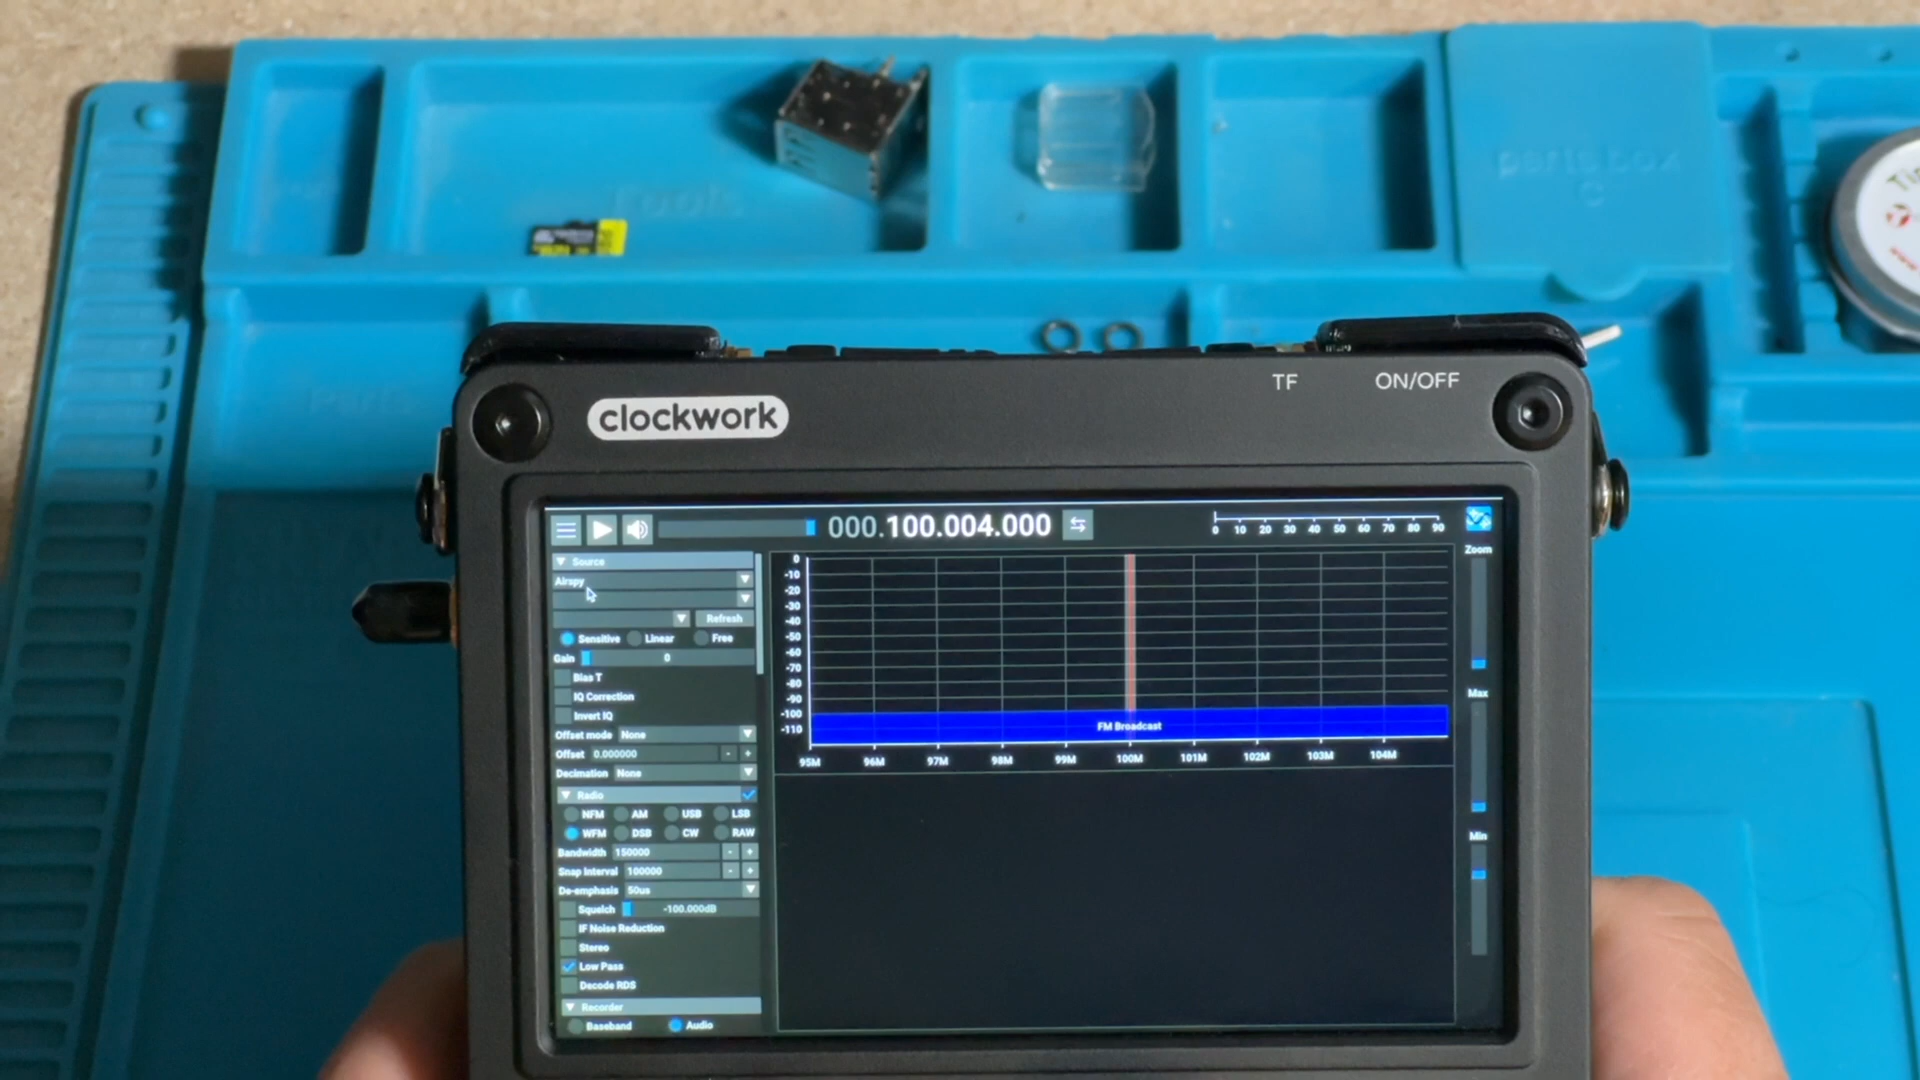 Tools
parts box
C
TF
ON/OFF
clockwork
000.100.004.000
0 10 20 30 40 50 60 70 80 90
Zoom
Source
Airspy
Refresh
Sensitive Linear Free
Gain 0
Bias T
IQ Correction
Invert IQ
Offset mode None
Offset 0.000000 - +
Decimation None
Radio
NFM AM USB LSB
WFM DSB CW RAW
Bandwidth 150000 - +
Snap Interval 100000 - +
De-emphasis 50us
Squelch -100.000dB
IF Noise Reduction
Stereo
Low Pass
Decode RDS
Recorder
Baseband Audio
0
-10
-20
-30
-40
-50
-60
-70
-80
-90
-100
-110
FM Broadcast
95M 96M 97M 98M 99M 100M 101M 102M 103M 104M
Max
Min